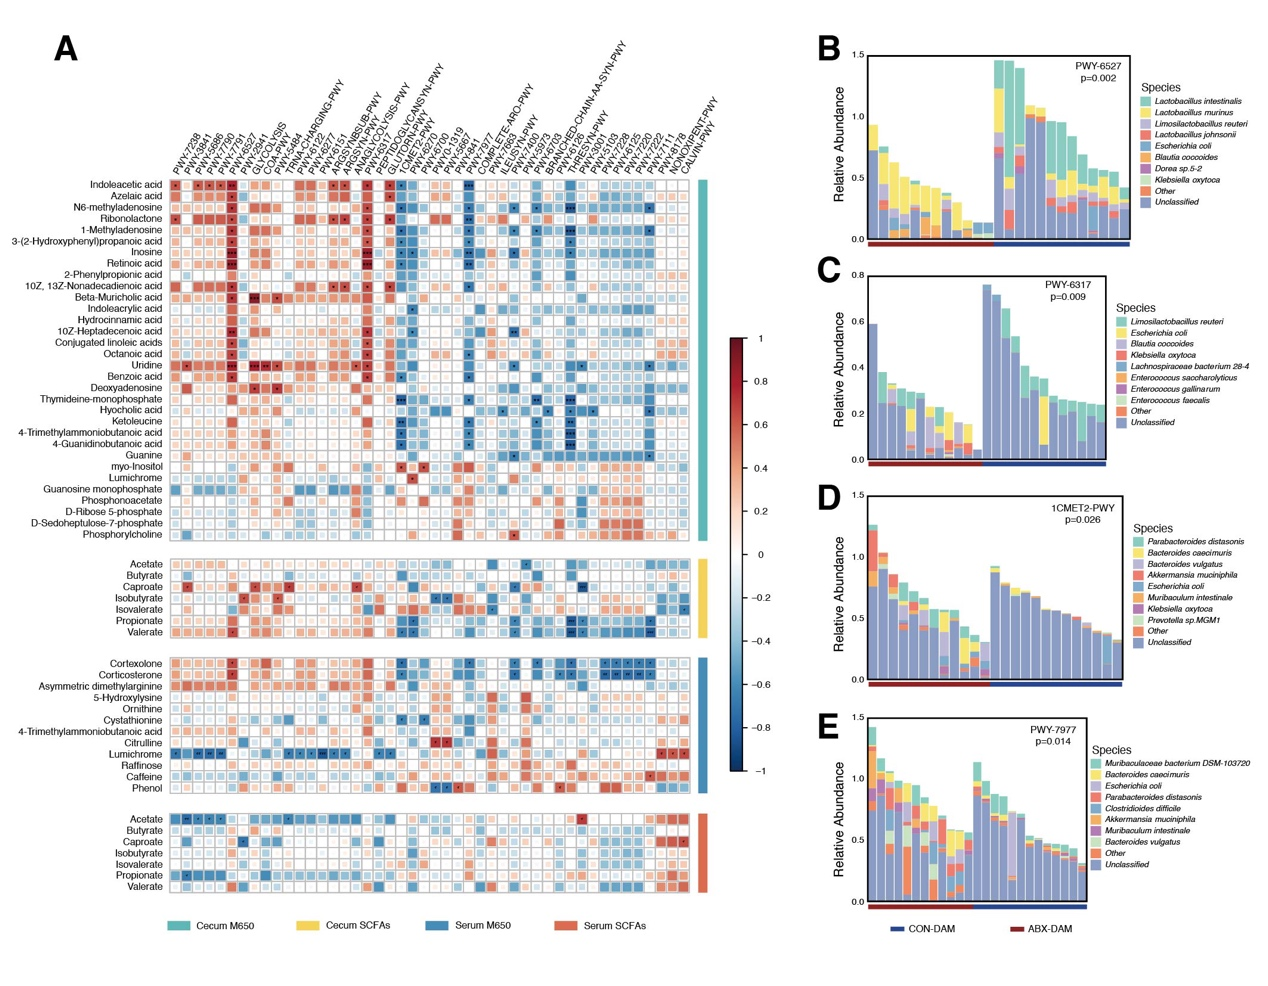 A
PWY-7238
PWY-3841
PWY-5686
PWY-7790
PWY-7791
PWY-6527
PWY-2941
GLYCOLYSIS
COA-PWY
PWY-5484
TRNA-CHARGING-PWY
PWY-6277
PWY-6151
ARGSYN-PWY
ANAGLYCOLYSIS-PWY
PWY-6317
PEPTIDOGLYCANSYN-PWY
1CMET2-PWY
PWY-6700
PWY-7977
COMPLETE-ARO-PWY
ILEUSYN-PWY
PWY-7400
PWY-5973
PWY-6703
BRANCHED-CHAIN-AA-SYN-PWY
PWY-6126
THRESYN-PWY
PWY-3001
PWY-5103
PWY-7228
PWY-6125
PWY-7220
PWY-7222
PWY-7111
NONOXIPENT-PWY
CALVIN-PWY
Indoleacetic acid
Azelaic acid
N6-methyladenosine
Ribonolactone
1-Methyladenosine
3-(2-Hydroxyphenyl)propanoic acid
Inosine
Retinoic acid
2-Phenylpropionic acid
10Z, 13Z-Nonadecadienoic acid
Beta-Muricholic acid
Indoleacrylic acid
Hydrocinnamic acid
10Z-Heptadecenoic acid
Conjugated linoleic acids
Octanoic acid
Uridine
Benzoic acid
Deoxyadenosine
Thymideine-monophosphate
Hyocholic acid
Ketoleucine
4-Trimethylammoniobutanoic acid
4-Guanidinobutanoic acid
Guanine
myo-Inositol
Lumichrome
Guanosine monophosphate
Phosphonoacetate
D-Ribose 5-phosphate
D-Sedoheptulose-7-phosphate
Phosphorylcholine
Acetate
Butyrate
Caproate
Isobutyrate
Isovalerate
Propionate
Valerate
Cortexolone
Corticosterone
Asymmetric dimethylarginine
5-Hydroxylysine
Ornithine
Cystathionine
4-Trimethylammoniobutanoic acid
Citrulline
Lumichrome
Raffinose
Caffeine
Phenol
Acetate
Butyrate
Caproate
Isobutyrate
Isovalerate
Propionate
Valerate
1
0.8
0.6
0.4
0.2
0
−0.2
−0.4
−0.6
−0.8
−1
Cecum M650
Cecum SCFAs
Serum M650
Serum SCFAs
B
Relative Abundance
1.5
1.0
0.5
0.0
PWY-6527
p=0.002
Species
Lactobacillus intestinalis
Lactobacillus murinus
Limosilactobacillus reuteri
Lactobacillus johnsonii
Escherichia coli
Blautia coccoides
Dorea sp.5-2
Klebsiella oxytoca
Other
Unclassified
C
Relative Abundance
0.8
0.6
0.4
0.2
0.0
PWY-6317
p=0.009
Species
Limosilactobacillus reuteri
Escherichia coli
Blautia coccoides
Klebsiella oxytoca
Lachnospiraceae bacterium 28-4
Enterococcus saccharolyticus
Enterococcus gallinarum
Enterococcus faecalis
Other
Unclassified
D
Relative Abundance
1.5
1.0
0.5
0.0
1CMET2-PWY
p=0.026
Species
Parabacteroides distasonis
Bacteroides caecimuris
Bacteroides vulgatus
Akkermansia muciniphila
Escherichia coli
Muribaculum intestinale
Klebsiella oxytoca
Prevotella sp.MGM1
Other
Unclassified
E
Relative Abundance
1.5
1.0
0.5
0.0
PWY-7977
p=0.014
Species
Muribaculaceae bacterium DSM-103720
Bacteroides caecimuris
Escherichia coli
Parabacteroides distasonis
Clostridioides difficile
Akkermansia muciniphila
Muribaculum intestinale
Bacteroides vulgatus
Other
Unclassified
CON-DAM
ABX-DAM